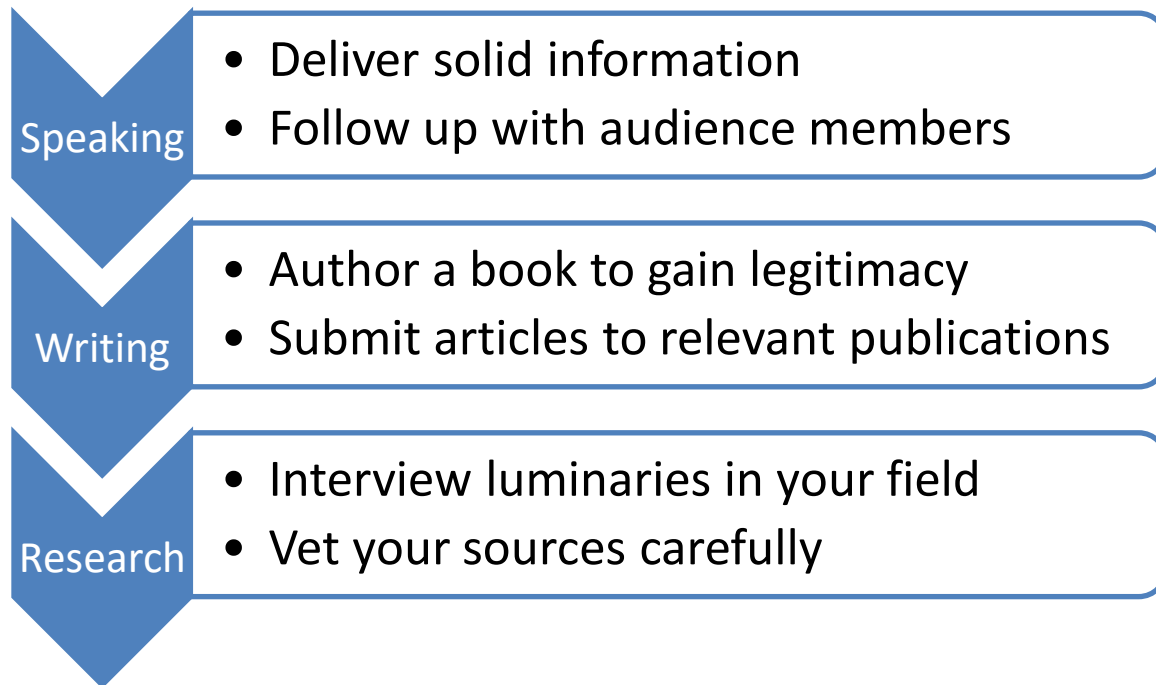 Speaking
• Deliver solid information
• Follow up with audience members
Writing
• Author a book to gain legitimacy
• Submit articles to relevant publications
Research
• Interview luminaries in your field
• Vet your sources carefully